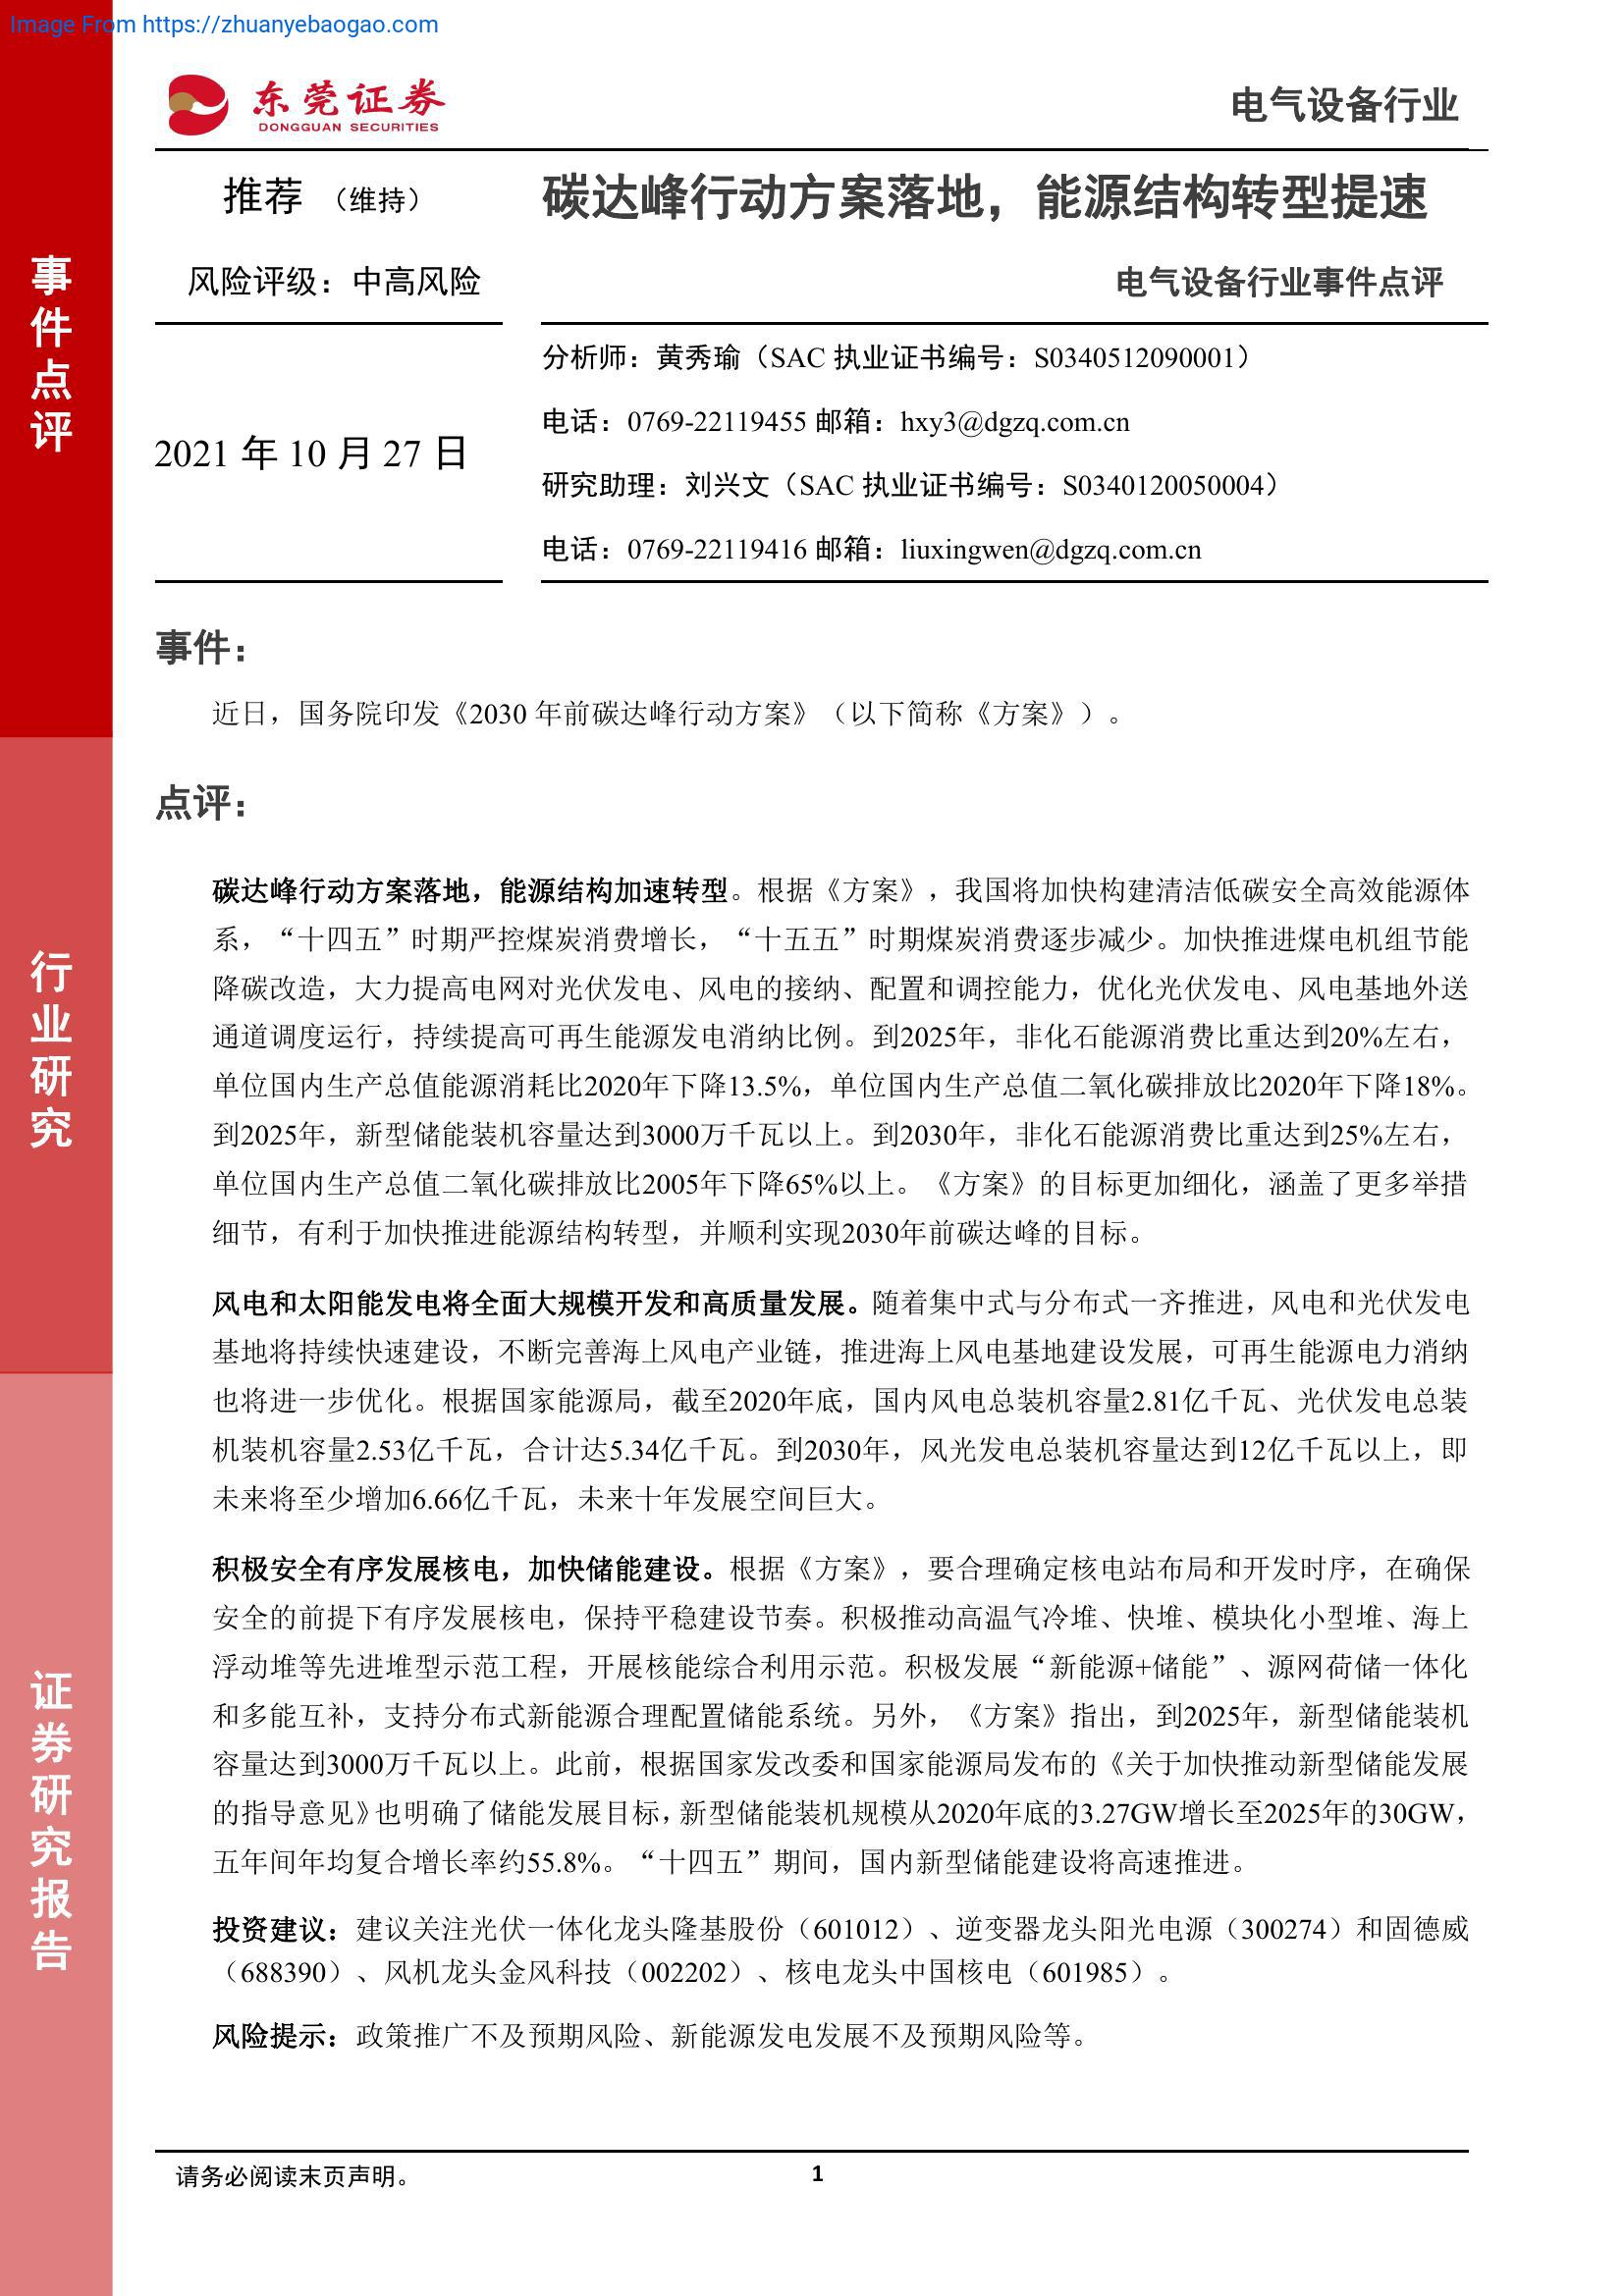 Image From https://zhuanyebaogao.com
东莞证券
DONGGUAN SECURITIES
电气设备行业
推荐 （维持）
碳达峰行动方案落地，能源结构转型提速
风险评级：中高风险
电气设备行业事件点评
2021 年 10 月 27 日
分析师：黄秀瑜（SAC 执业证书编号：S0340512090001）
电话：0769-22119455 邮箱：hxy3@dgzq.com.cn
研究助理：刘兴文（SAC 执业证书编号：S0340120050004）
电话：0769-22119416 邮箱：liuxingwen@dgzq.com.cn
事件点评
行业研究
证券研究报告
事件：
近日，国务院印发《2030 年前碳达峰行动方案》（以下简称《方案》）。
点评：
碳达峰行动方案落地，能源结构加速转型。根据《方案》，我国将加快构建清洁低碳安全高效能源体
系，“十四五”时期严控煤炭消费增长，“十五五”时期煤炭消费逐步减少。加快推进煤电机组节能
降碳改造，大力提高电网对光伏发电、风电的接纳、配置和调控能力，优化光伏发电、风电基地外送
通道调度运行，持续提高可再生能源发电消纳比例。到2025年，非化石能源消费比重达到20%左右，
单位国内生产总值能源消耗比2020年下降13.5%，单位国内生产总值二氧化碳排放比2020年下降18%。
到2025年，新型储能装机容量达到3000万千瓦以上。到2030年，非化石能源消费比重达到25%左右，
单位国内生产总值二氧化碳排放比2005年下降65%以上。《方案》的目标更加细化，涵盖了更多举措
细节，有利于加快推进能源结构转型，并顺利实现2030年前碳达峰的目标。
风电和太阳能发电将全面大规模开发和高质量发展。随着集中式与分布式一齐推进，风电和光伏发电
基地将持续快速建设，不断完善海上风电产业链，推进海上风电基地建设发展，可再生能源电力消纳
也将进一步优化。根据国家能源局，截至2020年底，国内风电总装机容量2.81亿千瓦、光伏发电总装
机装机容量2.53亿千瓦，合计达5.34亿千瓦。到2030年，风光发电总装机容量达到12亿千瓦以上，即
未来将至少增加6.66亿千瓦，未来十年发展空间巨大。
积极安全有序发展核电，加快储能建设。根据《方案》，要合理确定核电站布局和开发时序，在确保
安全的前提下有序发展核电，保持平稳建设节奏。积极推动高温气冷堆、快堆、模块化小型堆、海上
浮动堆等先进堆型示范工程，开展核能综合利用示范。积极发展“新能源+储能”、源网荷储一体化
和多能互补，支持分布式新能源合理配置储能系统。另外，《方案》指出，到2025年，新型储能装机
容量达到3000万千瓦以上。此前，根据国家发改委和国家能源局发布的《关于加快推动新型储能发展
的指导意见》也明确了储能发展目标，新型储能装机规模从2020年底的3.27GW增长至2025年的30GW，
五年间年均复合增长率约55.8%。“十四五”期间，国内新型储能建设将高速推进。
投资建议：建议关注光伏一体化龙头隆基股份（601012）、逆变器龙头阳光电源（300274）和固德威
（688390）、风机龙头金风科技（002202）、核电龙头中国核电（601985）。
风险提示：政策推广不及预期风险、新能源发电发展不及预期风险等。
请务必阅读末页声明。
1